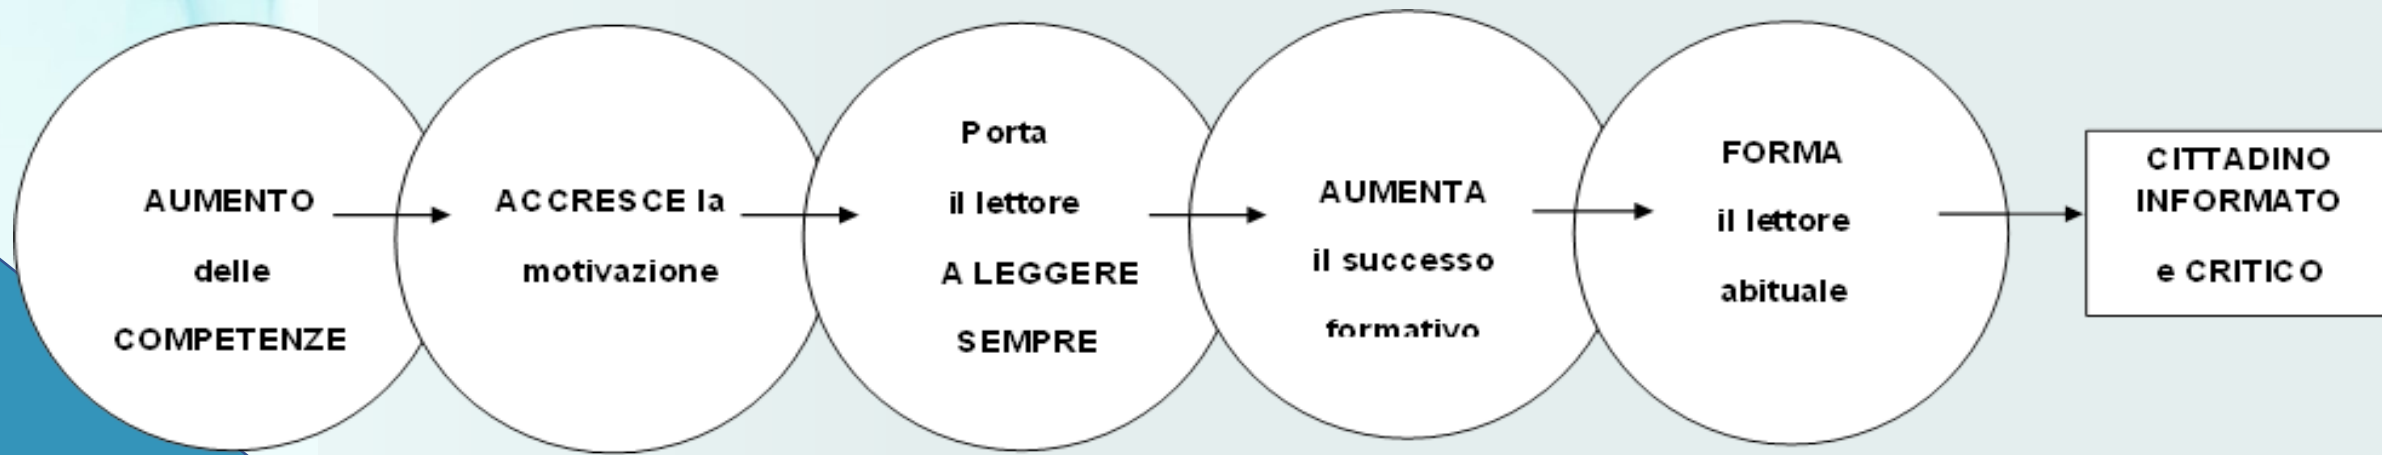 AUMENTO
delle
COMPETENZE
ACCRESCE la
motivazione
Porta
il lettore
A LEGGERE
SEMPRE
AUMENTA
il successo
formativo
FORMA
il lettore
abituale
CITTADINO
INFORMATO
e CRITICO